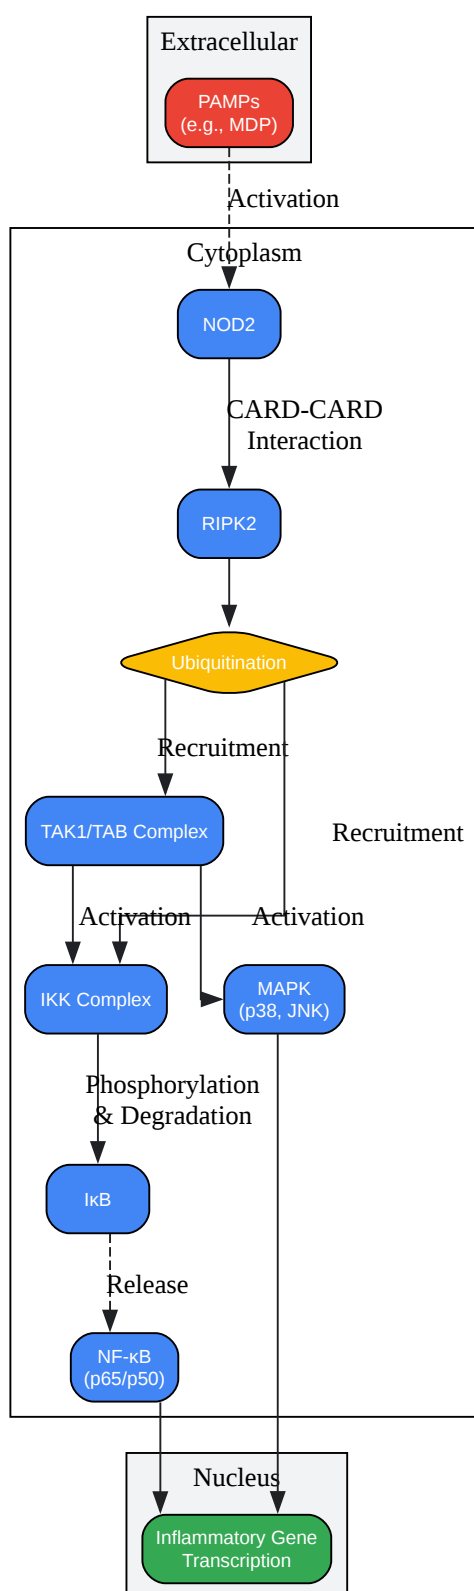 Extracellular
PAMPs
(e.g., MDP)
Activation
Cytoplasm
NOD2
CARD-CARD
Interaction
RIPK2
Ubiquitination
Recruitment
TAK1/TAB Complex
Recruitment
Activation
Activation
IKK Complex
MAPK
(p38, JNK)
Phosphorylation
& Degradation
IκB
Release
NF-κB
(p65/p50)
Nucleus
Inflammatory Gene
Transcription